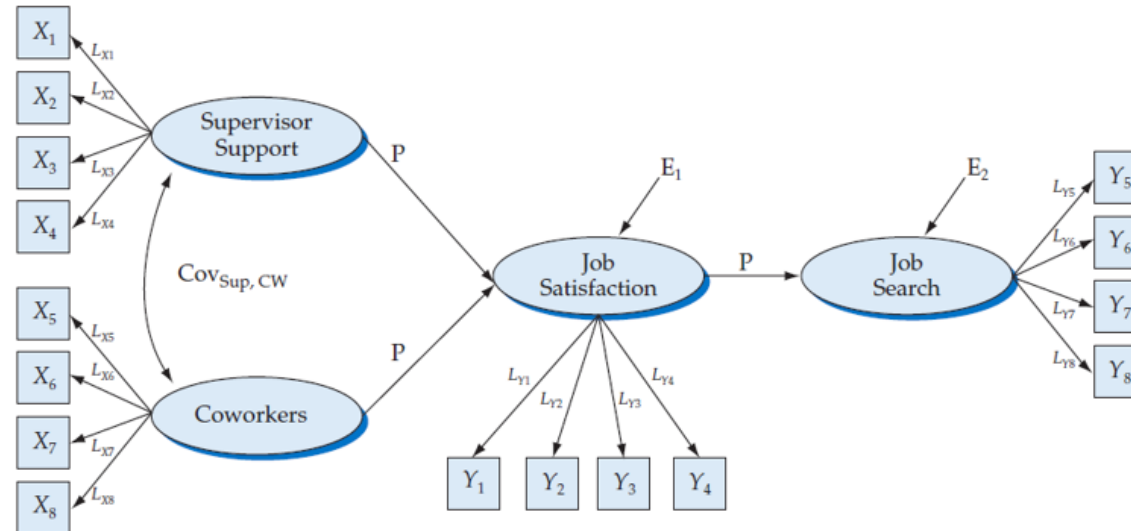 X1
X2
X3
X4
LX1
LX2
LX3
LX4
Supervisor
Support
P
CovSup, CW
X5
X6
X7
X8
LX5
LX6
LX7
LX8
Coworkers
P
E1
Job
Satisfaction
LY1
LY2
LY3
LY4
Y1
Y2
Y3
Y4
P
E2
Job
Search
LY5
LY6
LY7
LY8
Y5
Y6
Y7
Y8